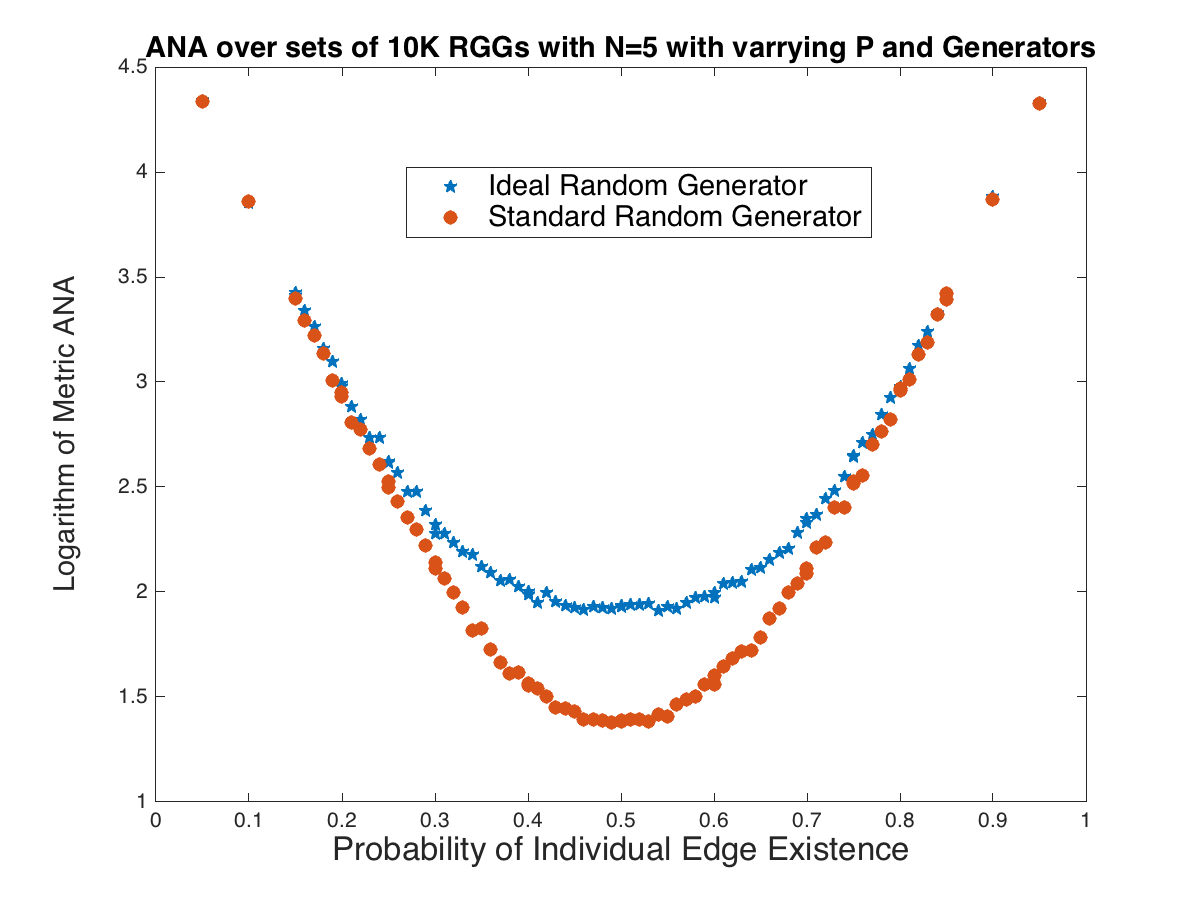 ANA over sets of 10K RGGs with N=5 with varrying P and Generators
4.5
4
3.5
3
2.5
2
1.5
1
Logarithm of Metric ANA
Ideal Random Generator
Standard Random Generator
0 0.1 0.2 0.3 0.4 0.5 0.6 0.7 0.8 0.9 1
Probability of Individual Edge Existence